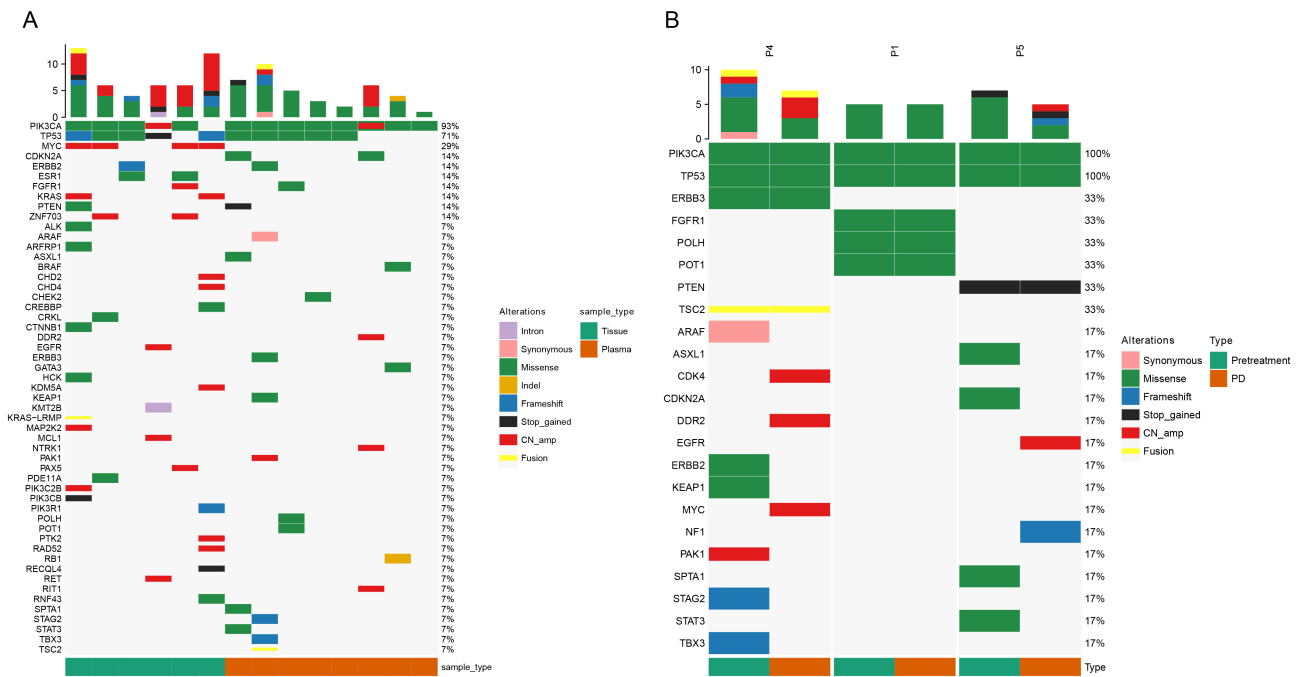 A
10
5
0
PIK3CA 93%
TP53 71%
MYC 29%
CDKN2A 14%
ERBB2 14%
ESR1 14%
FGFR1 14%
KRAS 14%
PTEN 14%
ZNF703 14%
ALK 7%
ARAF 7%
ARFRP1 7%
ASXL1 7%
BRAF 7%
CHD2 7%
CHD4 7%
CHEK2 7%
CREBBP 7%
CRKL 7%
CTNNB1 7%
DDR2 7%
EGFR 7%
ERBB3 7%
GATA3 7%
HCK 7%
KDM5A 7%
KEAP1 7%
KMT2B 7%
KRAS−LRMP 7%
MAP2K2 7%
MCL1 7%
NTRK1 7%
PAK1 7%
PAX5 7%
PDE11A 7%
PIK3C2B 7%
PIK3CB 7%
PIK3R1 7%
POLH 7%
POT1 7%
PTK2 7%
RAD52 7%
RB1 7%
RECQL4 7%
RET 7%
RIT1 7%
RNF43 7%
SPTA1 7%
STAG2 7%
STAT3 7%
TBX3 7%
TSC2 7%
sample_type
Alterations
Intron
Synonymous
Missense
Indel
Frameshift
Stop_gained
CN_amp
Fusion
sample_type
Tissue
Plasma
B
P4 P1 P5
10
5
0
PIK3CA 100%
TP53 100%
ERBB3 33%
FGFR1 33%
POLH 33%
POT1 33%
PTEN 33%
TSC2 33%
ARAF 17%
ASXL1 17%
CDK4 17%
CDKN2A 17%
DDR2 17%
EGFR 17%
ERBB2 17%
KEAP1 17%
MYC 17%
NF1 17%
PAK1 17%
SPTA1 17%
STAG2 17%
STAT3 17%
TBX3 17%
Type
Alterations
Synonymous
Missense
Frameshift
Stop_gained
CN_amp
Fusion
Type
Pretreatment
PD